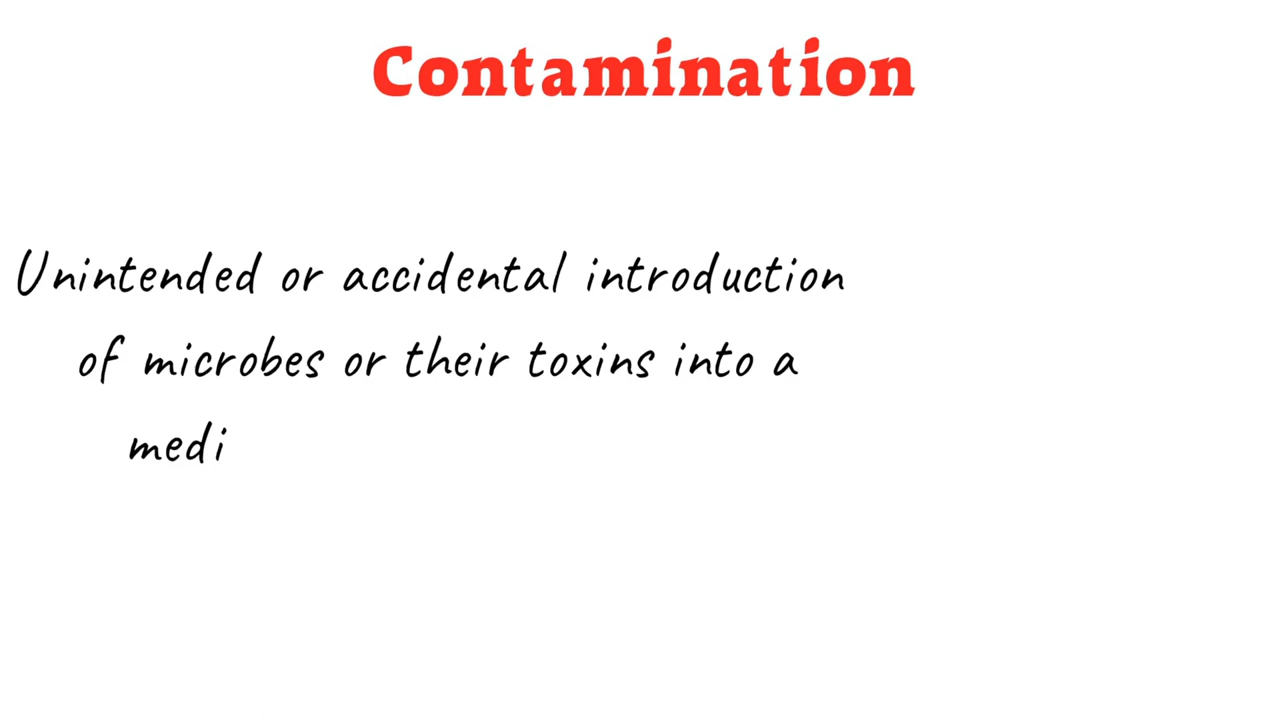 Contamination
Unintended or accidental introduction
of microbes or their toxins into a
medi